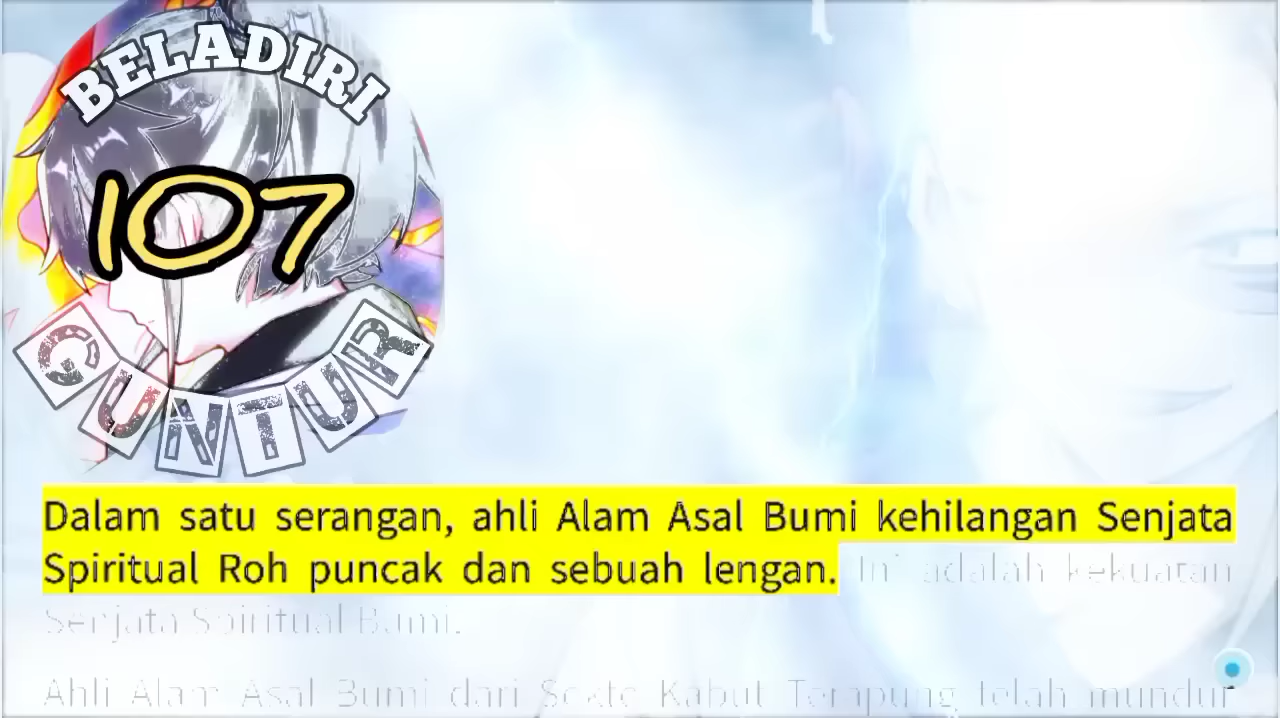 BELADIRI
107
GUNTUR
Dalam satu serangan, ahli Alam Asal Bumi kehilangan Senjata
Spiritual Roh puncak dan sebuah lengan. Ini adalah kekuatan
Senjata Spiritual Bumi.
Ahli Alam Asal Bumi dari Sekte Kabut Terapung telah mundur